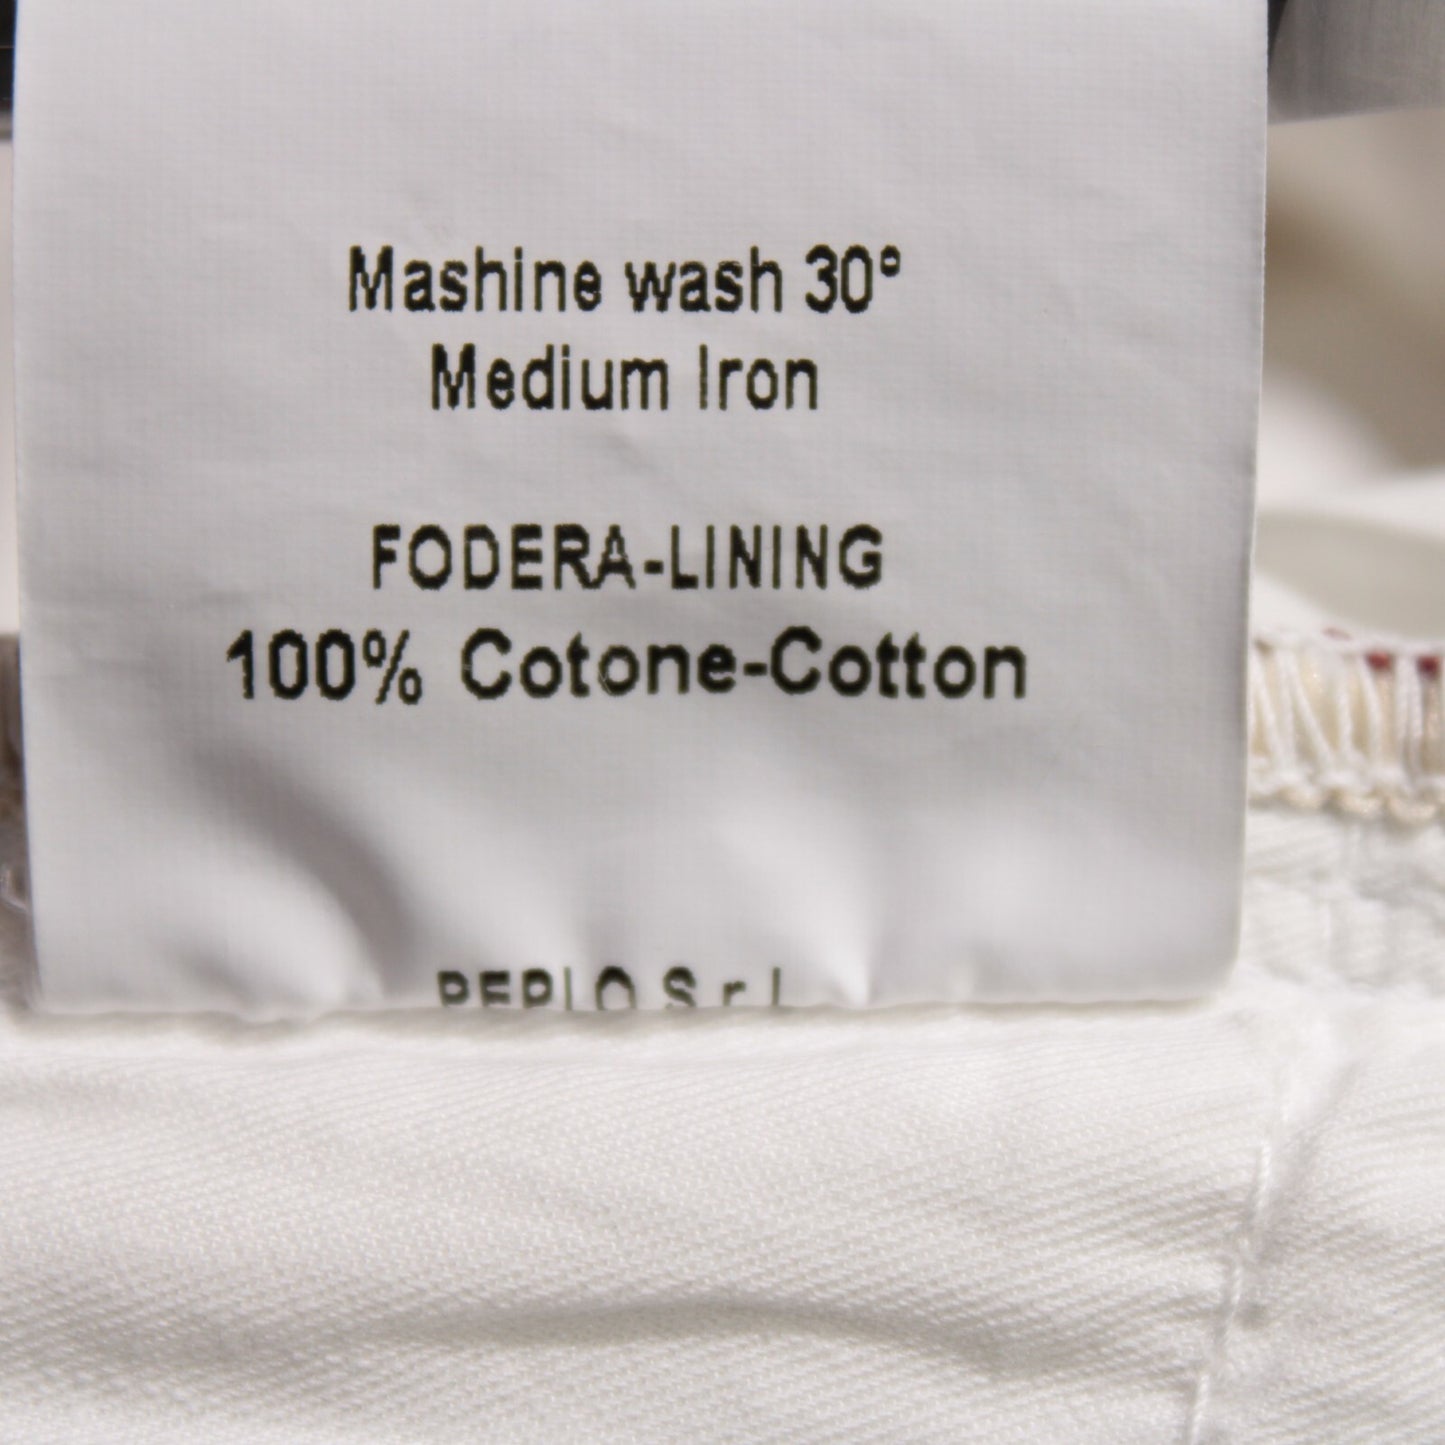 Mashine wash 30°
Medium Iron
FODERA-LINING
100% Cotone-Cotton
S.r.l.